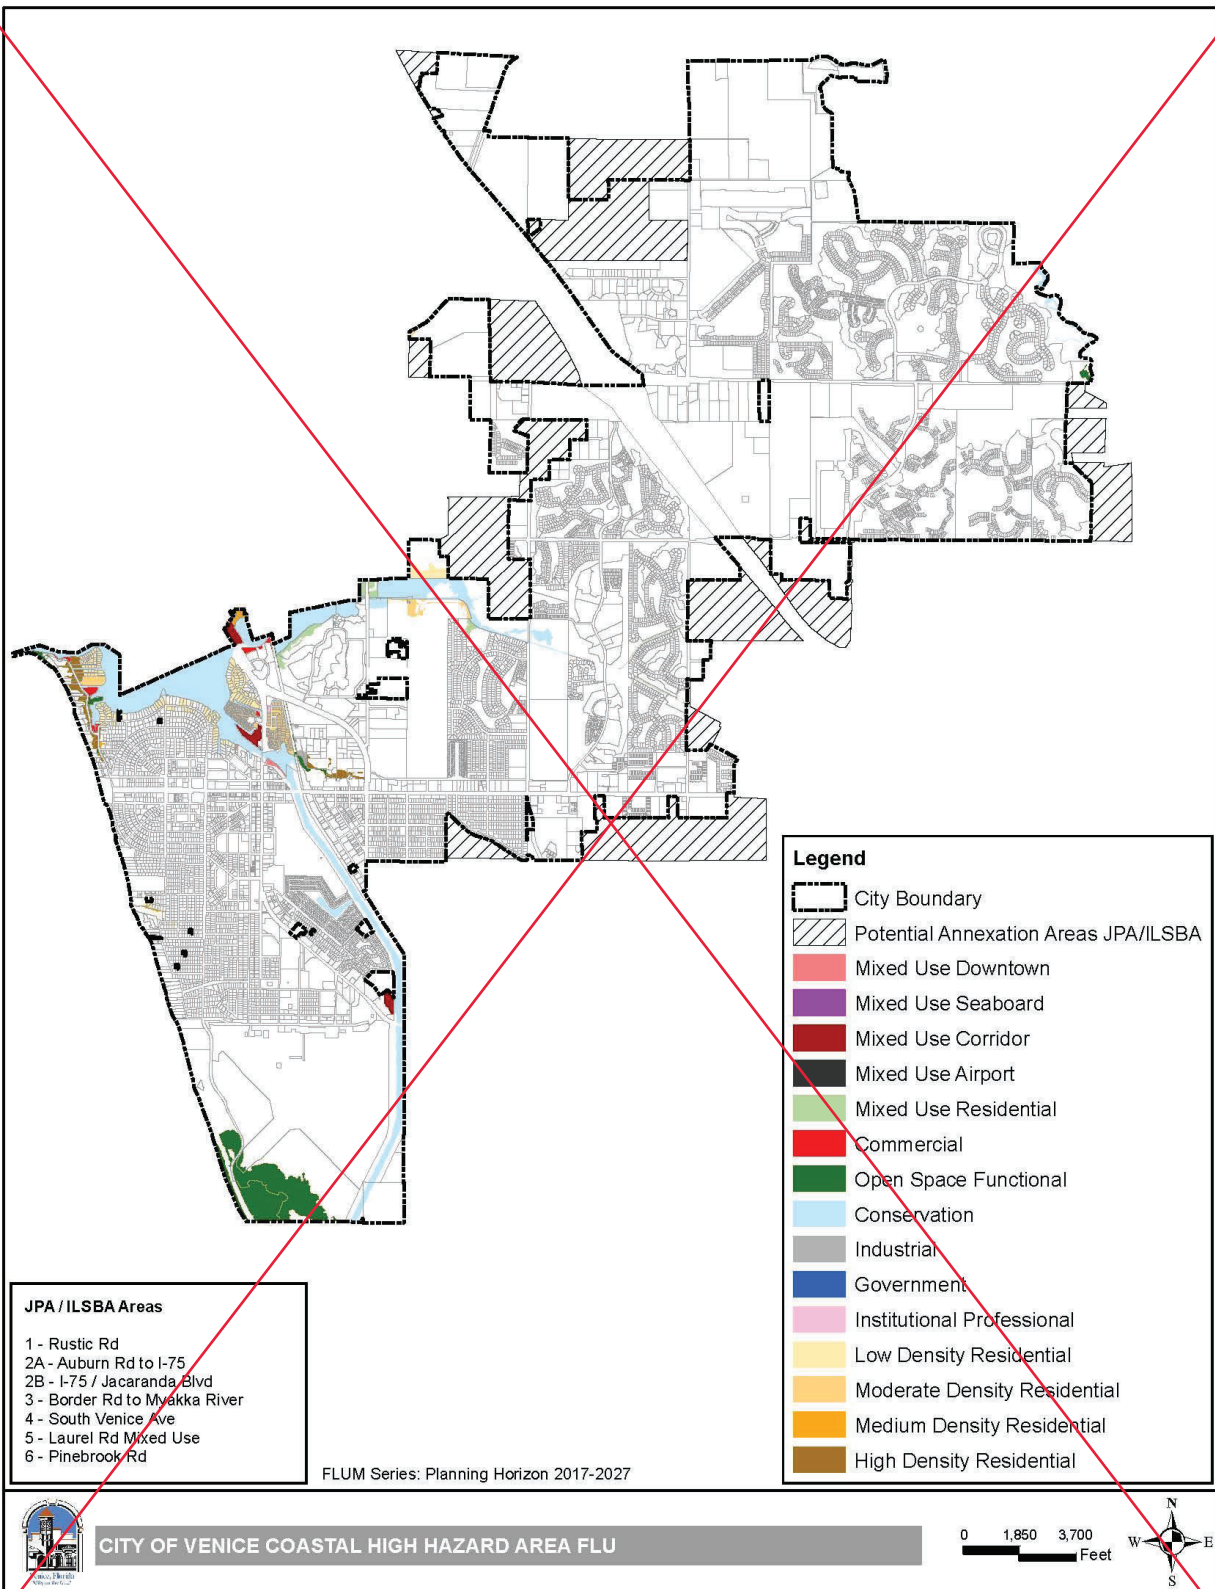 Legend
City Boundary
Potential Annexation Areas JPA/ILSBA
Mixed Use Downtown
Mixed Use Seaboard
Mixed Use Corridor
Mixed Use Airport
Mixed Use Residential
Commercial
Open Space Functional
Conservation
Industrial
Government
Institutional Professional
Low Density Residential
Moderate Density Residential
Medium Density Residential
High Density Residential
JPA / ILSBA Areas
1 - Rustic Rd
2A - Auburn Rd to I-75
2B - I-75 / Jacaranda Blvd
3 - Border Rd to Myakka River
4 - South Venice Ave
5 - Laurel Rd Mixed Use
6 - Pinebrook Rd
FLUM Series: Planning Horizon 2017-2027
Venice, Florida
CITY OF VENICE COASTAL HIGH HAZARD AREA FLU
0 1,850 3,700
Feet
N
W E
S